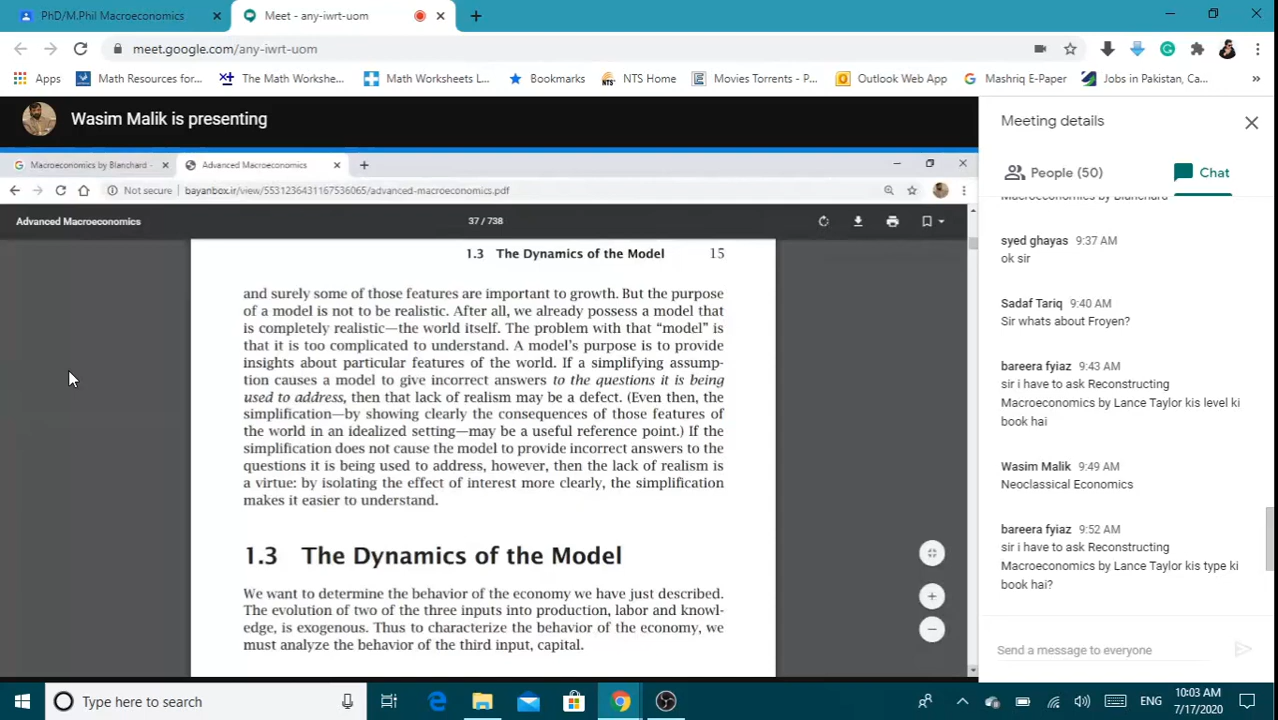 PhD/M.Phil Macroeconomics
Meet - any-iwrt-uom
meet.google.com/any-iwrt-uom
Apps
Math Resources for...
The Math Workshe...
Math Worksheets L...
Bookmarks
NTS Home
Movies Torrents - P...
Outlook Web App
Mashriq E-Paper
Jobs in Pakistan, Ca...
Wasim Malik is presenting
Macroeconomics by Blanchard -
Advanced Macroeconomics
Not secure
bayanbox.ir/view/5531236431167536065/advanced-macroeconomics.pdf
Advanced Macroeconomics
37 / 738
1.3 The Dynamics of the Model 15
and surely some of those features are important to growth. But the purpose
of a model is not to be realistic. After all, we already possess a model that
is completely realistic—the world itself. The problem with that “model” is
that it is too complicated to understand. A model’s purpose is to provide
insights about particular features of the world. If a simplifying assump-
tion causes a model to give incorrect answers to the questions it is being
used to address, then that lack of realism may be a defect. (Even then, the
simplification—by showing clearly the consequences of those features of
the world in an idealized setting—may be a useful reference point.) If the
simplification does not cause the model to provide incorrect answers to the
questions it is being used to address, however, then the lack of realism is
a virtue: by isolating the effect of interest more clearly, the simplification
makes it easier to understand.
1.3 The Dynamics of the Model
We want to determine the behavior of the economy we have just described.
The evolution of two of the three inputs into production, labor and knowl-
edge, is exogenous. Thus to characterize the behavior of the economy, we
must analyze the behavior of the third input, capital.
Meeting details
People (50)
Chat
Macroeconomics by Blanchard
syed ghayas 9:37 AM
ok sir
Sadaf Tariq 9:40 AM
Sir whats about Froyen?
bareera fyiaz 9:43 AM
sir i have to ask Reconstructing
Macroeconomics by Lance Taylor kis level ki
book hai
Wasim Malik 9:49 AM
Neoclassical Economics
bareera fyiaz 9:52 AM
sir i have to ask Reconstructing
Macroeconomics by Lance Taylor kis type ki
book hai?
Send a message to everyone
Type here to search
ENG
10:03 AM
7/17/2020